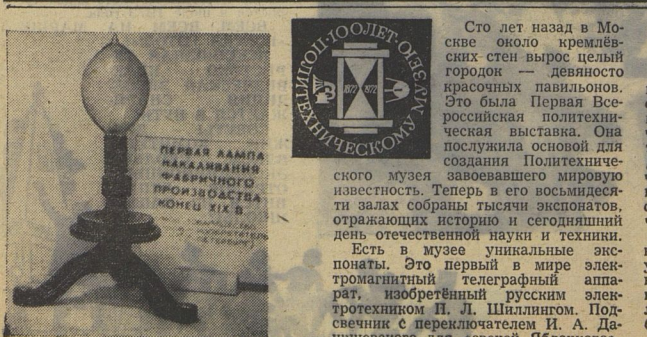 ПЕРВАЯ ЛАМПА
НАКАЛИВАНИЯ
ФАБРИЧНОГО
ПРОИЗВОДСТВА
КОНЕЦ XIX В
100 ЛЕТ
ПОЛИТЕХНИЧЕСКОМУ МУЗЕЮ
1872 1972
Сто лет назад в Мо-
скве около кремлёв-
ских стен вырос целый
городок — девяносто
красочных павильонов.
Это была Первая Все-
российская политехни-
ческая выставка. Она
послужила основой для
создания Политехниче-
ского музея завоевавшего мировую
известность. Теперь в его восьмидеся-
ти залах собраны тысячи экспонатов,
отражающих историю и сегодняшний
день отечественной науки и техники.
Есть в музее уникальные экс-
понаты. Это первый в мире элек-
тромагнитный телеграфный аппа-
рат, изобретённый русским элек-
тротехником П. Л. Шиллингом. Под-
свечник с переключателем И. А. Да-